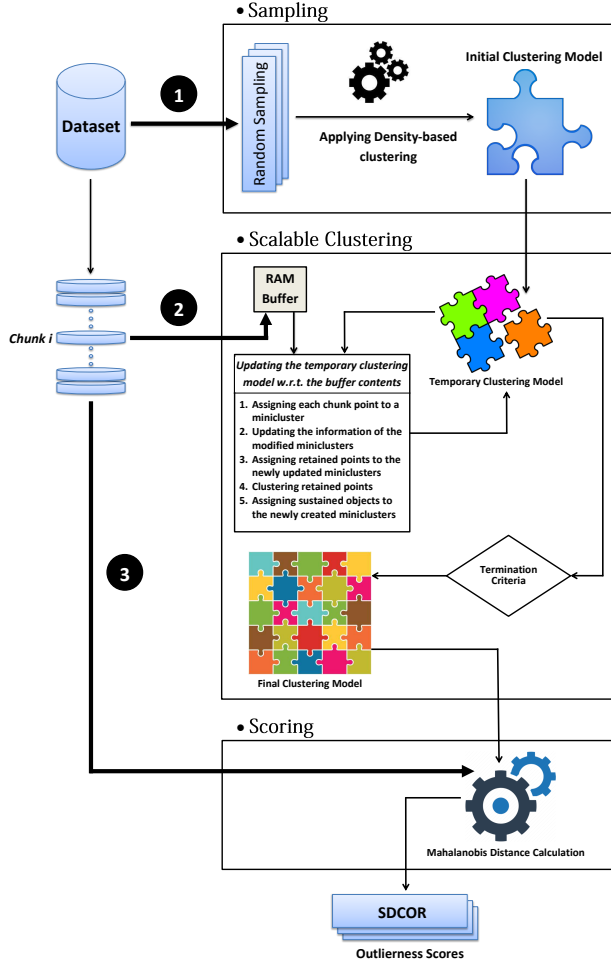 • Sampling
1
Dataset
Random Sampling
Applying Density-based
clustering
Initial Clustering Model
• Scalable Clustering
2
Chunk i
RAM
Buffer
Updating the temporary clustering
model w.r.t. the buffer contents
1. Assigning each chunk point to a
minicluster
2. Updating the information of the
modified miniclusters
3. Assigning retained points to the
newly updated miniclusters
4. Clustering retained points
5. Assigning sustained objects to
the newly created miniclusters
Temporary Clustering Model
Termination
Criteria
3
Final Clustering Model
• Scoring
Mahalanobis Distance Calculation
SDCOR
Outlierness Scores